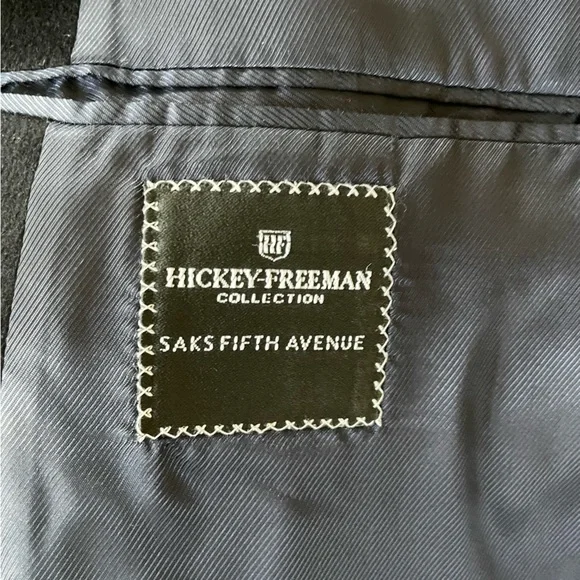 HF
HICKEY-FREEMAN
COLLECTION
SAKS FIFTH AVENUE